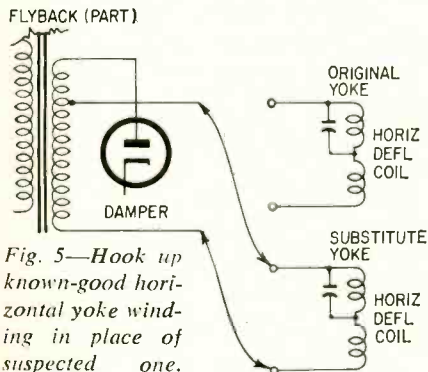 FLYBACK (PART)
ORIGINAL
YOKE
HORIZ
DEFL
COIL
DAMPER
SUBSTITUTE
YOKE
HORIZ
DEFL
COIL
Fig. 5—Hook up
known-good hori-
zontal yoke wind-
ing in place of
suspected one.